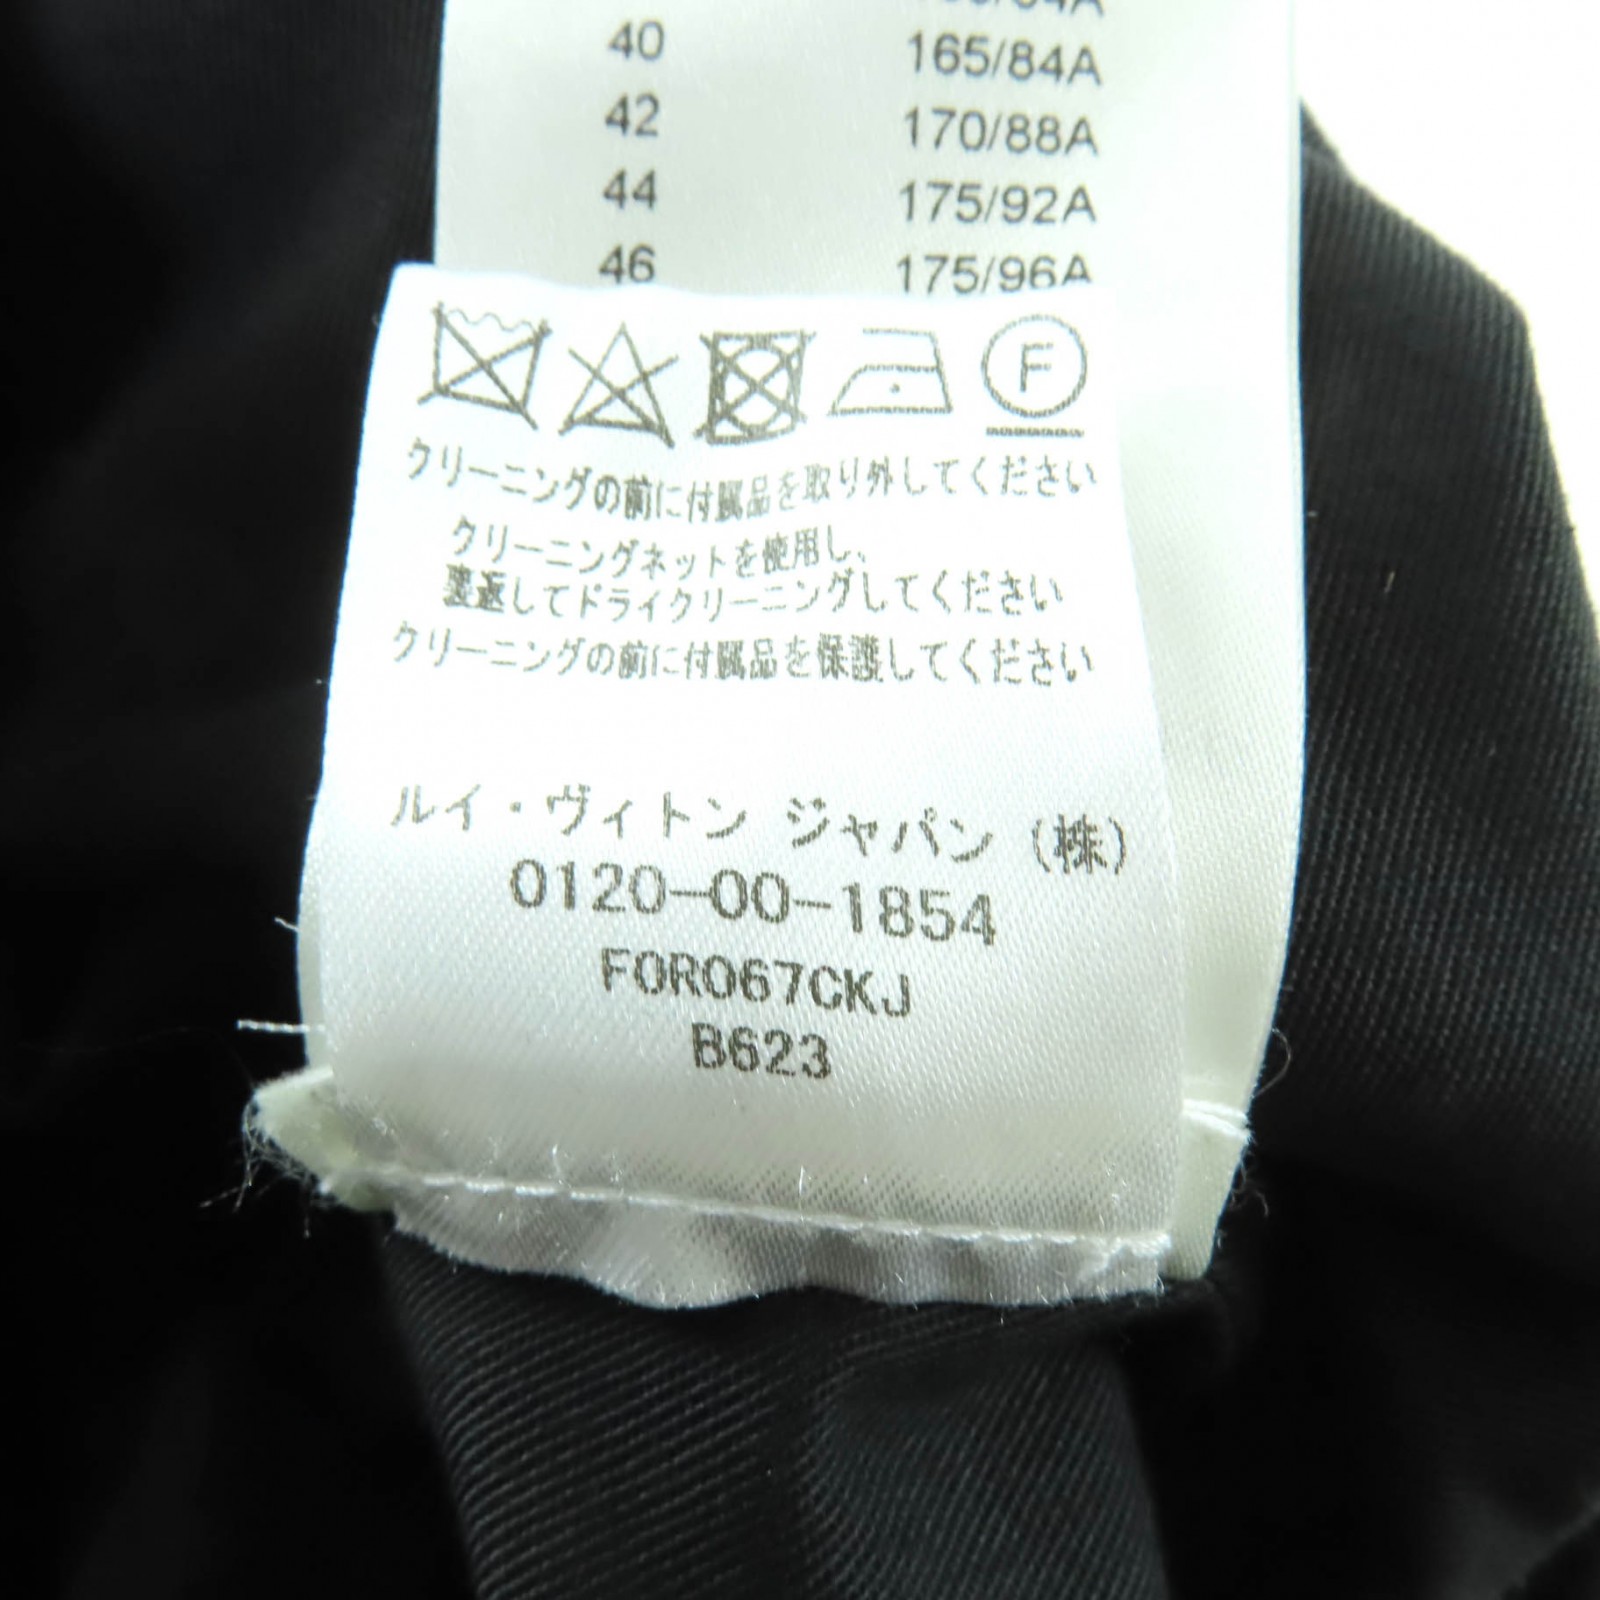 40 165/84A
42 170/88A
44 175/92A
46 175/96A
F
クリーニングの前に付属品を取り外してください
クリーニングネットを使用し、
裏返してドライクリーニングしてください
クリーニングの前に付属品を保護してください
ルイ・ヴィトン ジャパン (株)
0120-00-1854
FORO67CKJ
B623